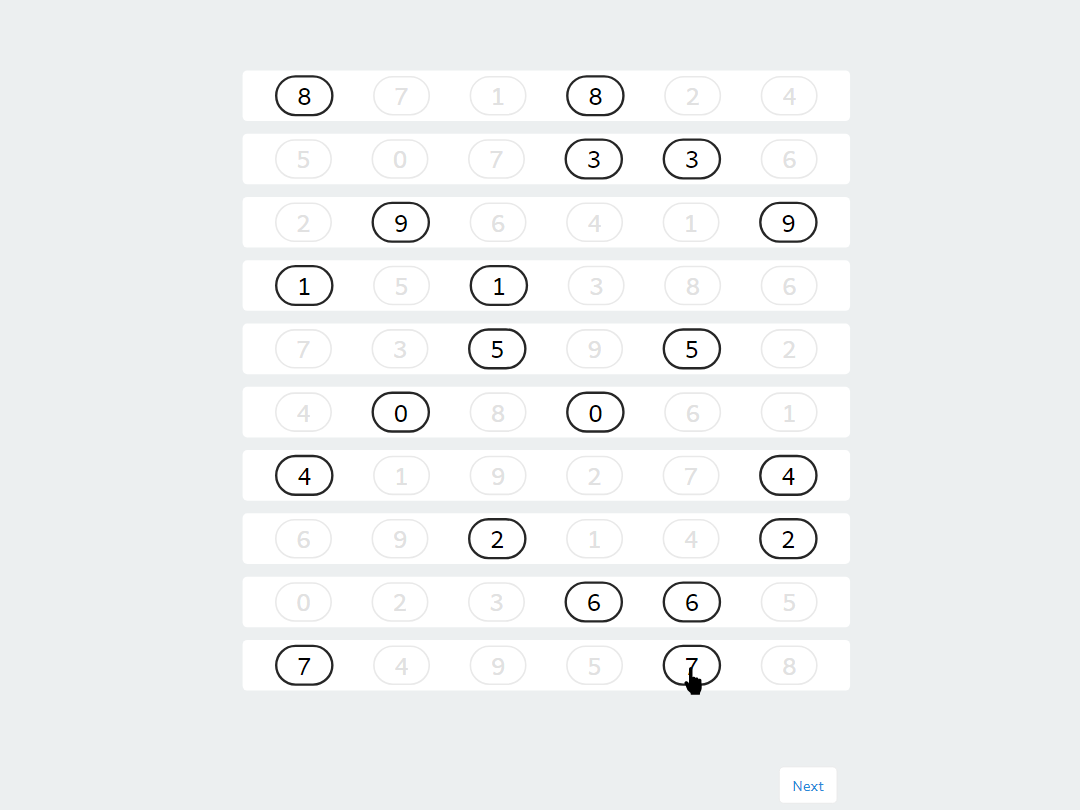 8 7 1 8 2 4
5 0 7 3 3 6
2 9 6 4 1 9
1 5 1 3 8 6
7 3 5 9 5 2
4 0 8 0 6 1
4 1 9 2 7 4
6 9 2 1 4 2
0 2 3 6 6 5
7 4 9 5 7 8
Next